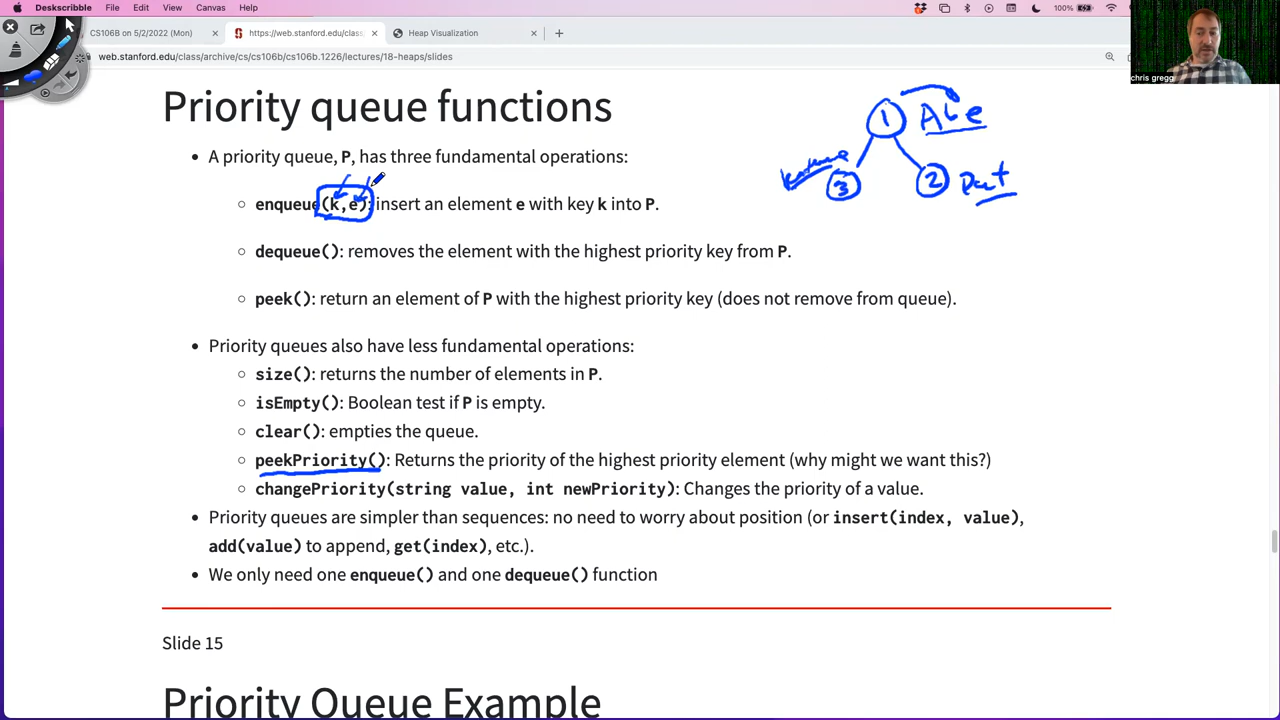 Deskscribble File Edit View Canvas Help 100%
CS106B on 5/2/2022 (Mon) https://web.stanford.edu/class Heap Visualization
web.stanford.edu/class/archive/cs/cs106b/cs106b.1226/lectures/18-heaps/slides
chris gregg
Priority queue functions
1 Abe
3 2 Pat
• A priority queue, P, has three fundamental operations:
○ enqueue(k,e): insert an element e with key k into P.
○ dequeue(): removes the element with the highest priority key from P.
○ peek(): return an element of P with the highest priority key (does not remove from queue).
• Priority queues also have less fundamental operations:
○ size(): returns the number of elements in P.
○ isEmpty(): Boolean test if P is empty.
○ clear(): empties the queue.
○ peekPriority(): Returns the priority of the highest priority element (why might we want this?)
○ changePriority(string value, int newPriority): Changes the priority of a value.
• Priority queues are simpler than sequences: no need to worry about position (or insert(index, value),
add(value) to append, get(index), etc.).
• We only need one enqueue() and one dequeue() function
Slide 15
Priority Queue Example